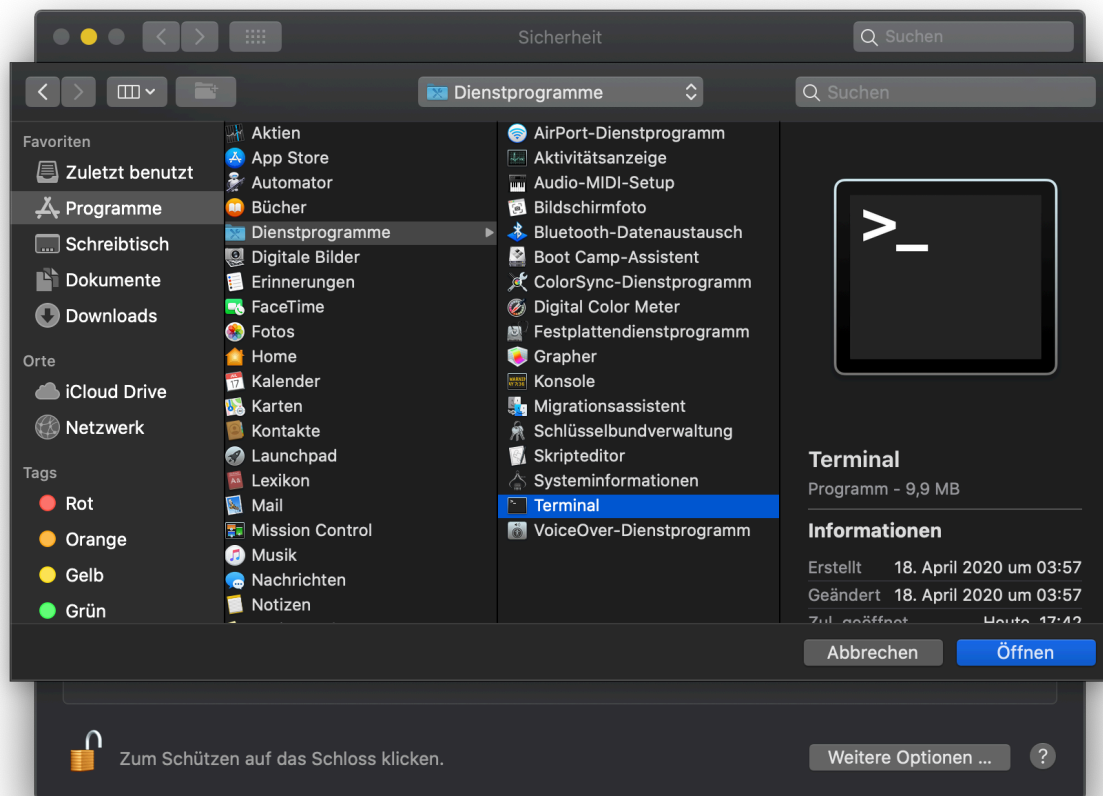 Sicherheit
Suchen
Dienstprogramme
Suchen
Favoriten
Zuletzt benutzt
Programme
Schreibtisch
Dokumente
Downloads
Orte
iCloud Drive
Netzwerk
Tags
Rot
Orange
Gelb
Grün
Aktien
App Store
Automator
Bücher
Dienstprogramme
Digitale Bilder
Erinnerungen
FaceTime
Fotos
Home
Kalender
Karten
Kontakte
Launchpad
Lexikon
Mail
Mission Control
Musik
Nachrichten
Notizen
AirPort-Dienstprogramm
Aktivitätsanzeige
Audio-MIDI-Setup
Bildschirmfoto
Bluetooth-Datenaustausch
Boot Camp-Assistent
ColorSync-Dienstprogramm
Digital Color Meter
Festplattendienstprogramm
Grapher
Konsole
Migrationsassistent
Schlüsselbundverwaltung
Skripteditor
Systeminformationen
Terminal
VoiceOver-Dienstprogramm
>_
Terminal
Programm - 9,9 MB
Informationen
Erstellt 18. April 2020 um 03:57
Geändert 18. April 2020 um 03:57
Zul. geöffnet Heute, 17:42
Abbrechen
Öffnen
Zum Schützen auf das Schloss klicken.
Weitere Optionen ...
?